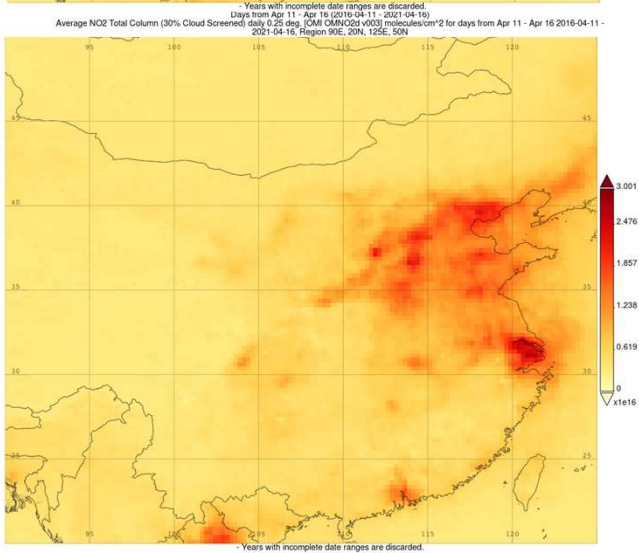 - Years with incomplete date ranges are discarded.
Days from Apr 11 - Apr 16 (2016-04-11 - 2021-04-16)
Average NO2 Total Column (30% Cloud Screened) daily 0.25 deg. [OMI OMNO2d v003] molecules/cm^2 for days from Apr 11 - Apr 16 2016-04-11 -
2021-04-16, Region 90E, 20N, 125E, 50N
95 100 105 110 115 120
45 45
40 40
35 35
30 30
25 25
95 100 105 110 115 120
3.001
2.476
1.857
1.238
0.619
0
x1e16
- Years with incomplete date ranges are discarded.